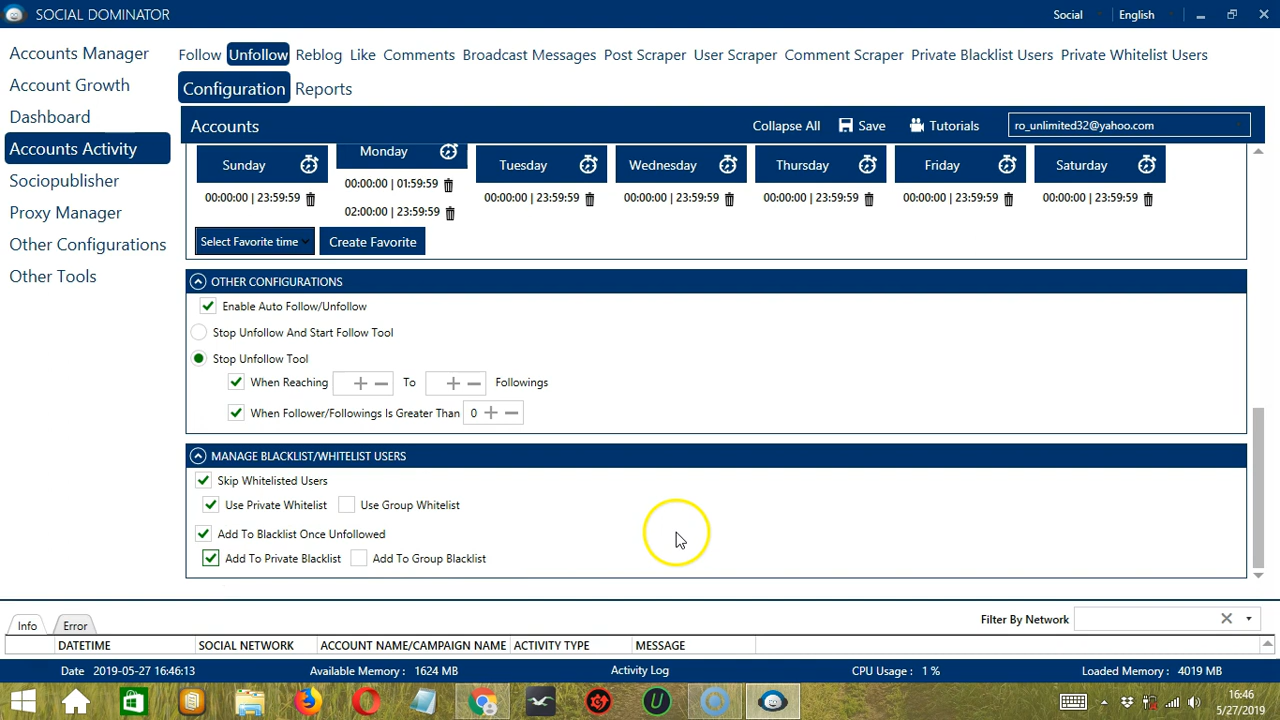 SOCIAL DOMINATOR
Social
English
Accounts Manager
Account Growth
Dashboard
Accounts Activity
Sociopublisher
Proxy Manager
Other Configurations
Other Tools
Follow Unfollow Reblog Like Comments Broadcast Messages Post Scraper User Scraper Comment Scraper Private Blacklist Users Private Whitelist Users
Configuration Reports
Accounts
Collapse All Save Tutorials ro_unlimited32@yahoo.com
Sunday Monday Tuesday Wednesday Thursday Friday Saturday
00:00:00 | 23:59:59 00:00:00 | 01:59:59 00:00:00 | 23:59:59 00:00:00 | 23:59:59 00:00:00 | 23:59:59 00:00:00 | 23:59:59 00:00:00 | 23:59:59
02:00:00 | 23:59:59
Select Favorite time Create Favorite
OTHER CONFIGURATIONS
Enable Auto Follow/Unfollow
Stop Unfollow And Start Follow Tool
Stop Unfollow Tool
When Reaching To Followings
When Follower/Followings Is Greater Than 0
MANAGE BLACKLIST/WHITELIST USERS
Skip Whitelisted Users
Use Private Whitelist Use Group Whitelist
Add To Blacklist Once Unfollowed
Add To Private Blacklist Add To Group Blacklist
Info Error
Filter By Network
DATETIME SOCIAL NETWORK ACCOUNT NAME/CAMPAIGN NAME ACTIVITY TYPE MESSAGE
Date 2019-05-27 16:46:13 Available Memory : 1624 MB Activity Log CPU Usage : 1 % Loaded Memory : 4019 MB
16:46
5/27/2019